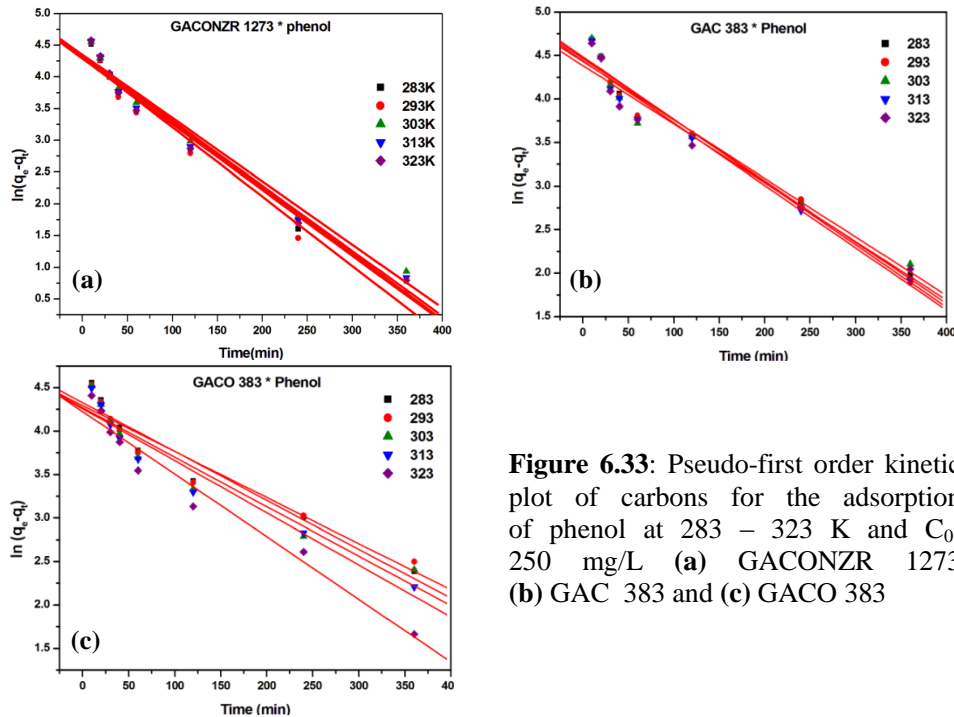 GACONZR 1273 * phenol
ln(qₑ-qₜ)
5.0
4.5
4.0
3.5
3.0
2.5
2.0
1.5
1.0
0.5
283K
293K
303K
313K
323K
(a)
0 50 100 150 200 250 300 350 400
Time(min)
GAC 383 * Phenol
ln (qₑ-qₜ)
5.0
4.5
4.0
3.5
3.0
2.5
2.0
1.5
283
293
303
313
323
(b)
0 50 100 150 200 250 300 350 400
Time (min)
GACO 383 * Phenol
ln (qₑ-qₜ)
4.5
4.0
3.5
3.0
2.5
2.0
1.5
283
293
303
313
323
(c)
0 50 100 150 200 250 300 350 40
Time (min)
Figure 6.33: Pseudo-first order kinetic
plot of carbons for the adsorption
of phenol at 283 – 323 K and C₀
250 mg/L (a) GACONZR 1273
(b) GAC 383 and (c) GACO 383